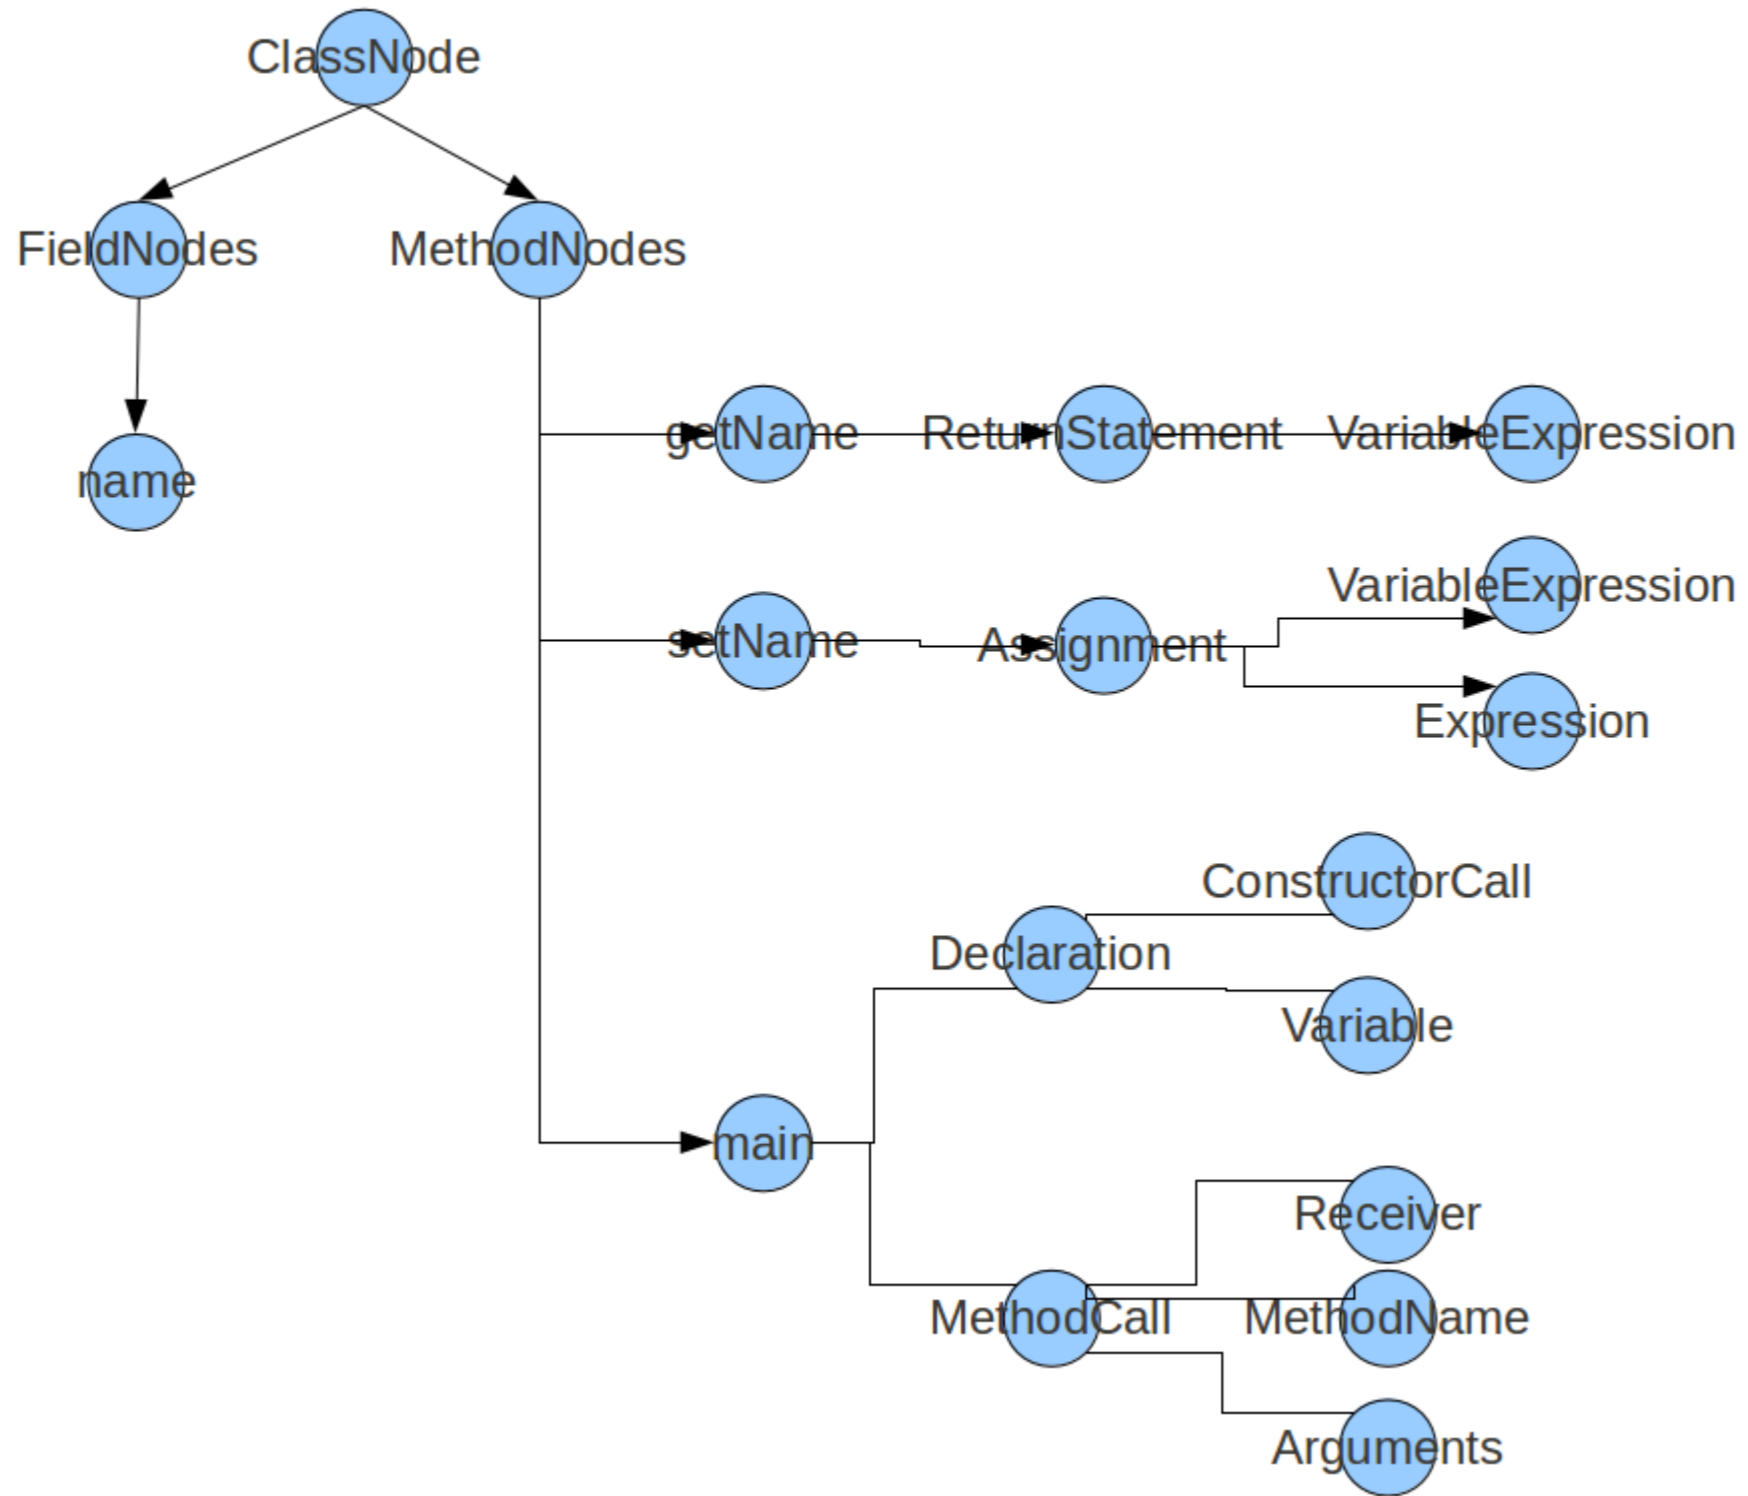 ClassNode
FieldNodes
MethodNodes
name
getName
ReturnStatement
VariableExpression
setName
Assignment
VariableExpression
Expression
main
Declaration
ConstructorCall
Variable
MethodCall
Receiver
MethodName
Arguments